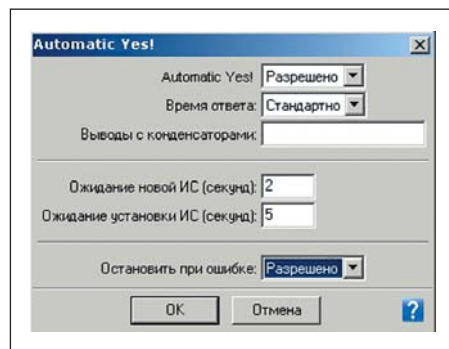 Automatic Yes!
Automatic Yes! Разрешено
Время ответа: Стандартно
Выводы с конденсаторами:
Ожидание новой ИС (секунд): 2
Ожидание установки ИС (секунд): 5
Остановить при ошибке: Разрешено
OK Отмена ?